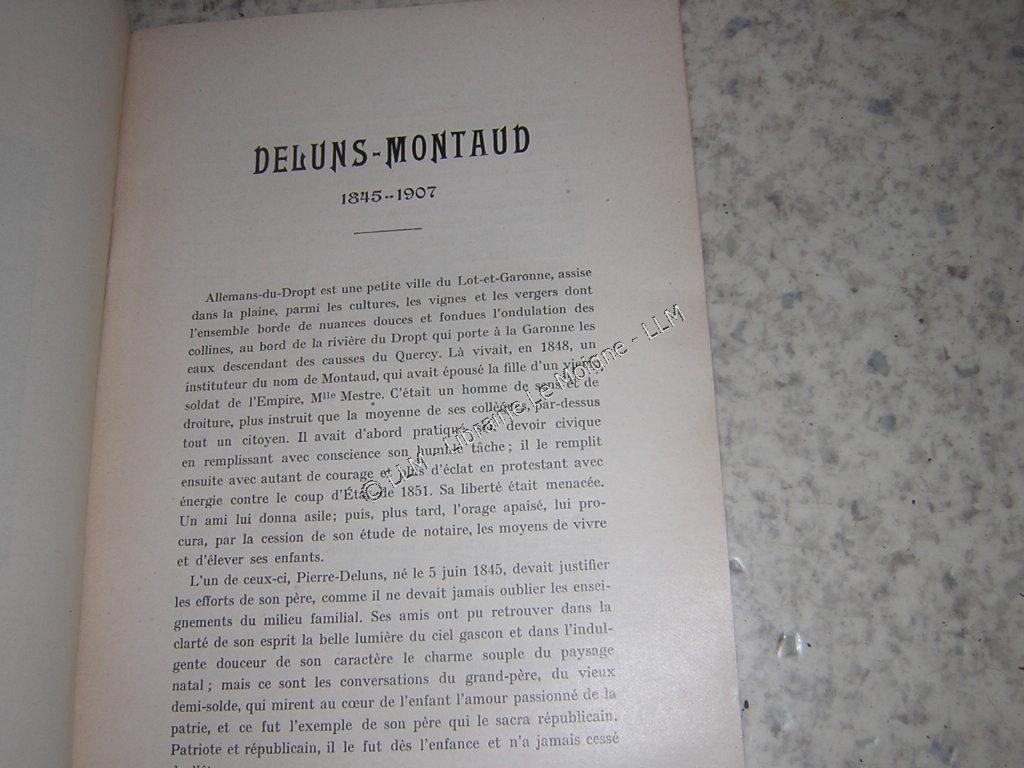 DELUNS-MONTAUD
1845--1907
Allemans-du-Dropt est une petite ville du Lot-et-Garonne, assise
dans la plaine, parmi les cultures, les vignes et les vergers dont
l'ensemble borde de nuances douces et fondues l'ondulation des
collines, au bord de la rivière du Dropt qui porte à la Garonne les
eaux descendant des causses du Quercy. Là vivait, en 1848, un
instituteur du nom de Montaud, qui avait épousé la fille d'un vieux
soldat de l'Empire, Mlle Mestre. C'était un homme de sens et de
droiture, plus instruit que la moyenne de ses collègues, par-dessus
tout un citoyen. Il avait d'abord pratiqué son devoir civique
en remplissant avec conscience son humble tâche; il le remplit
ensuite avec autant de courage et plus d'éclat en protestant avec
énergie contre le coup d'État de 1851. Sa liberté était menacée.
Un ami lui donna asile; puis, plus tard, l'orage apaisé, lui pro-
cura, par la cession de son étude de notaire, les moyens de vivre
et d'élever ses enfants.
L'un de ceux-ci, Pierre-Deluns, né le 5 juin 1845, devait justifier
les efforts de son père, comme il ne devait jamais oublier les ensei-
gnements du milieu familial. Ses amis ont pu retrouver dans la
clarté de son esprit la belle lumière du ciel gascon et dans l'indul-
gente douceur de son caractère le charme souple du paysage
natal; mais ce sont les conversations du grand-père, du vieux
demi-solde, qui mirent au cœur de l'enfant l'amour passionné de la
patrie, et ce fut l'exemple de son père qui le sacra républicain.
Patriote et républicain, il le fut dès l'enfance et n'a jamais cessé
© LLM - Librairie Le Moigne - LLM